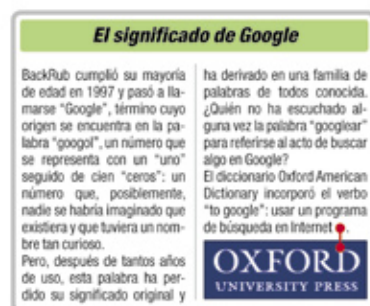 El significado de Google
BackRub cumplió su mayoría
de edad en 1997 y pasó a lla-
marse "Google", término cuyo
origen se encuentra en la pa-
labra "googol", un número que
se representa con un "uno"
seguido de cien "ceros": un
número que, posiblemente,
nadie se habría imaginado que
existiera y que tuviera un nom-
bre tan curioso.
Pero, después de tantos años
de uso, esta palabra ha per-
dido su significado original y
ha derivado en una familia de
palabras de todos conocida.
¿Quién no ha escuchado al-
guna vez la palabra "googlear"
para referirse al acto de buscar
algo en Google?
El diccionario Oxford American
Dictionary incorporó el verbo
"to google": usar un programa
de búsqueda en Internet.
OXFORD
UNIVERSITY PRESS